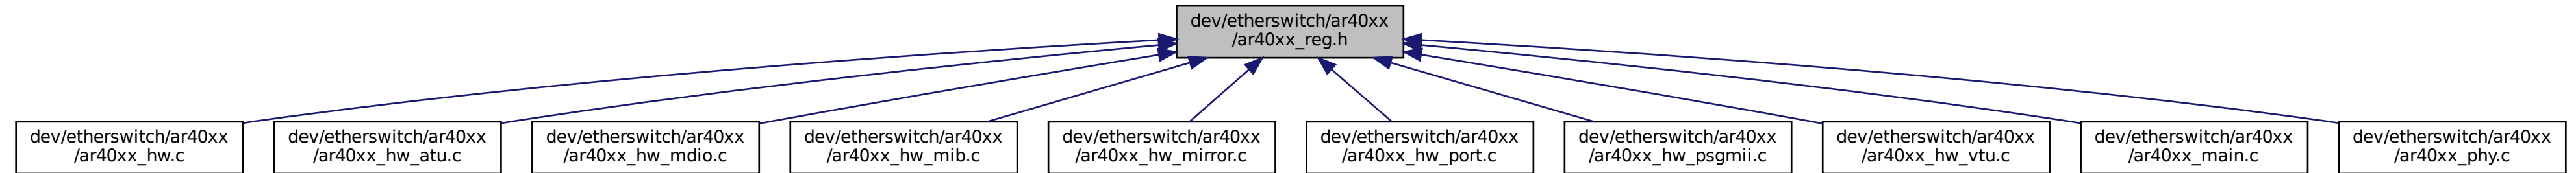 dev/etherswitch/ar40xx
/ar40xx_reg.h
dev/etherswitch/ar40xx
/ar40xx_hw.c
dev/etherswitch/ar40xx
/ar40xx_hw_atu.c
dev/etherswitch/ar40xx
/ar40xx_hw_mdio.c
dev/etherswitch/ar40xx
/ar40xx_hw_mib.c
dev/etherswitch/ar40xx
/ar40xx_hw_mirror.c
dev/etherswitch/ar40xx
/ar40xx_hw_port.c
dev/etherswitch/ar40xx
/ar40xx_hw_psgmii.c
dev/etherswitch/ar40xx
/ar40xx_hw_vtu.c
dev/etherswitch/ar40xx
/ar40xx_main.c
dev/etherswitch/ar40xx
/ar40xx_phy.c